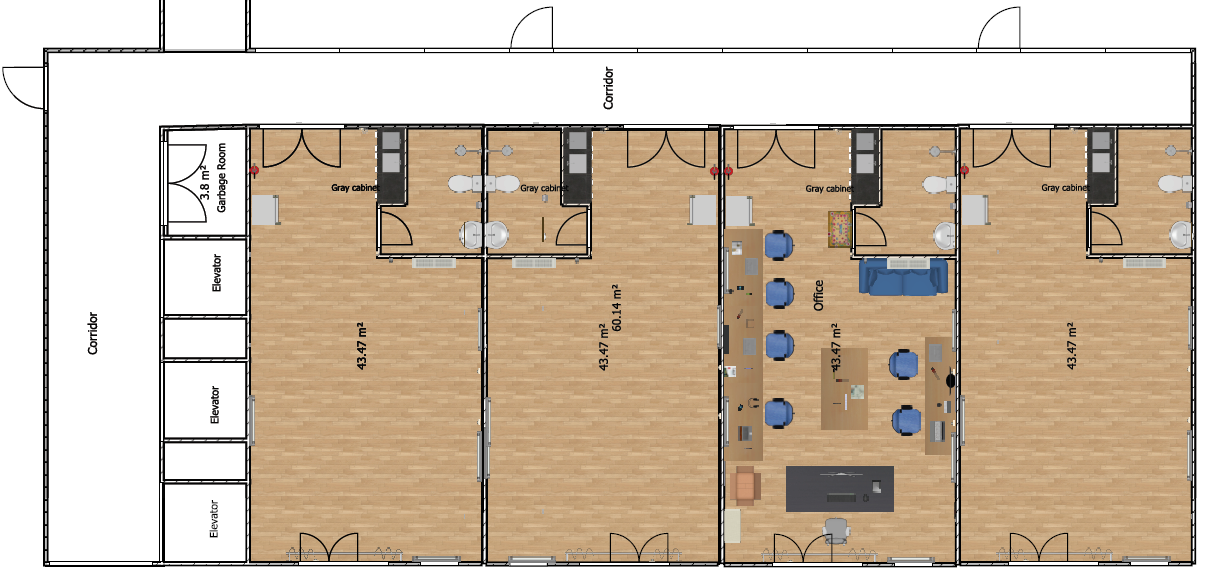 Corridor
3.8 m²
Garbage Room
Gray cabinet
Gray cabinet
Gray cabinet
Gray cabinet
Elevator
Corridor
43.47 m²
43.47 m²
60.14 m²
Office
43.47 m²
43.47 m²
Elevator
Elevator